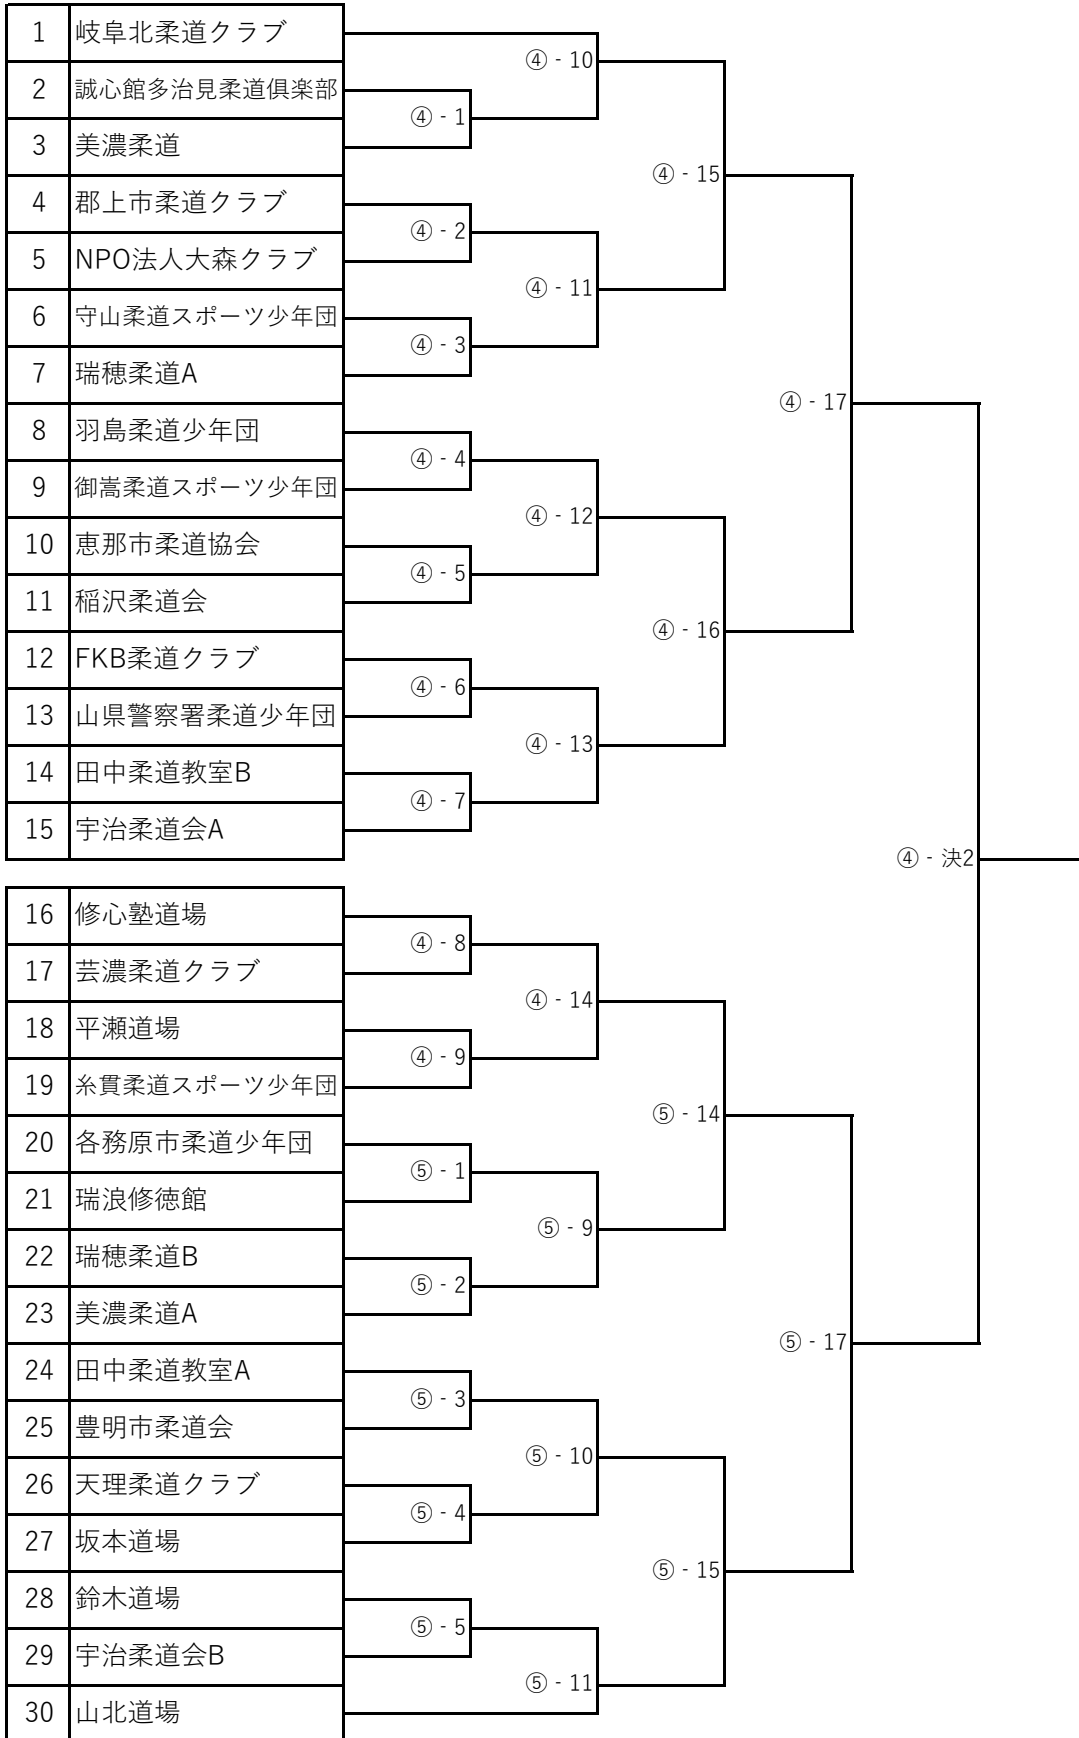 1 岐阜北柔道クラブ
④ - 10
2 誠心館多治見柔道倶楽部
④ - 1
3 美濃柔道
④ - 15
4 郡上市柔道クラブ
④ - 2
5 NPO法人大森クラブ
④ - 11
6 守山柔道スポーツ少年団
④ - 3
7 瑞穂柔道A
④ - 17
8 羽島柔道少年団
④ - 4
9 御嵩柔道スポーツ少年団
④ - 12
10 恵那市柔道協会
④ - 5
11 稲沢柔道会
④ - 16
12 FKB柔道クラブ
④ - 6
13 山県警察署柔道少年団
④ - 13
14 田中柔道教室B
④ - 7
15 宇治柔道会A
④ - 決2
16 修心塾道場
④ - 8
17 芸濃柔道クラブ
④ - 14
18 平瀬道場
④ - 9
19 糸貫柔道スポーツ少年団
⑤ - 14
20 各務原市柔道少年団
⑤ - 1
21 瑞浪修徳館
⑤ - 9
22 瑞穂柔道B
⑤ - 2
23 美濃柔道A
⑤ - 17
24 田中柔道教室A
⑤ - 3
25 豊明市柔道会
⑤ - 10
26 天理柔道クラブ
⑤ - 4
27 坂本道場
⑤ - 15
28 鈴木道場
⑤ - 5
29 宇治柔道会B
⑤ - 11
30 山北道場